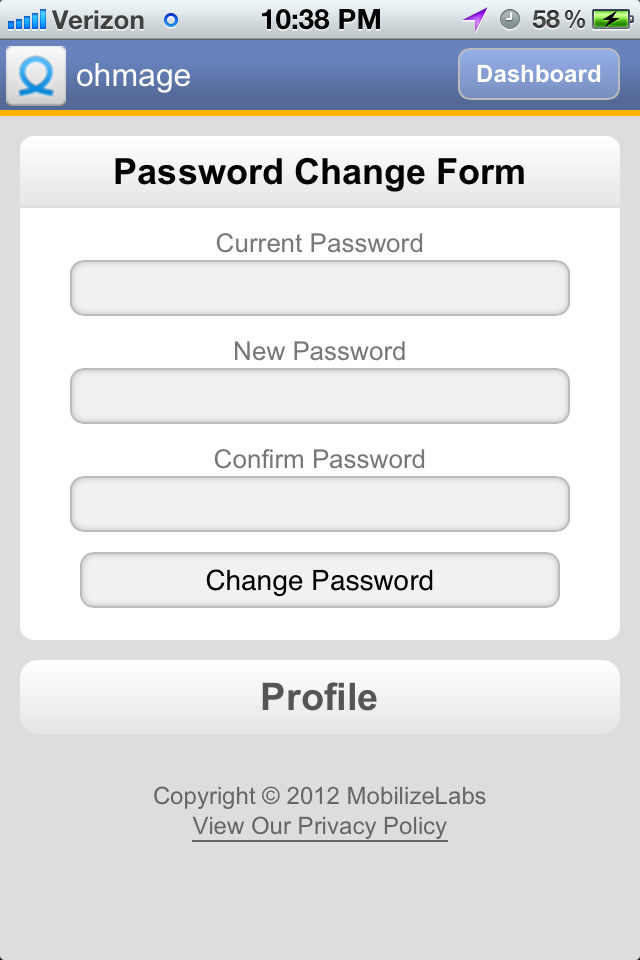 Verizon 10:38 PM 58%
ohmage Dashboard
Password Change Form
Current Password
New Password
Confirm Password
Change Password
Profile
Copyright © 2012 MobilizeLabs
View Our Privacy Policy